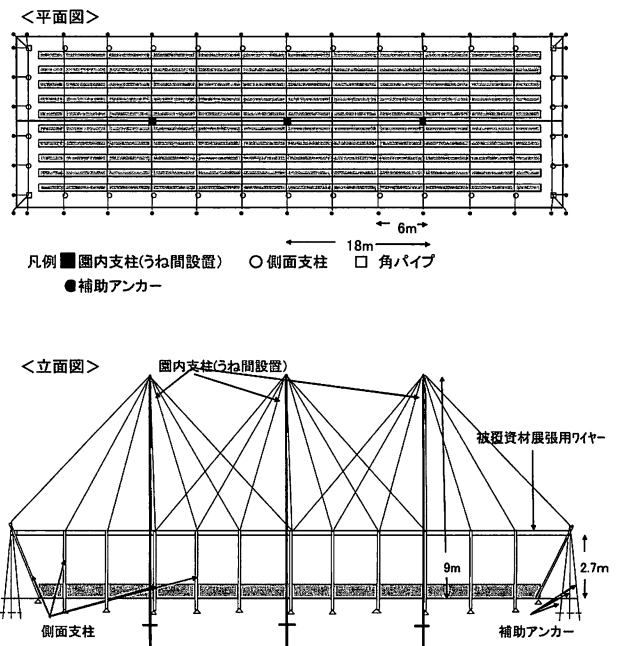 ＜平面図＞
6m
18m
凡例 ■ 園内支柱(うね間設置) ○ 側面支柱 □ 角パイプ
●補助アンカー
＜立面図＞
園内支柱(うね間設置)
被覆資材展張用ワイヤー
9m
2.7m
側面支柱
補助アンカー